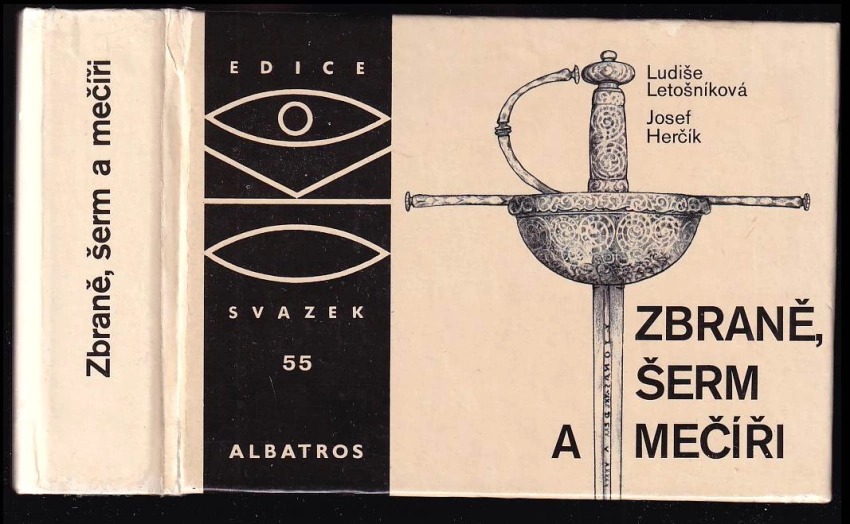 Zbraně, šerm a mečíři
EDICE
SVAZEK
55
ALBATROS
Ludiše
Letošníková
Josef
Herčík
ZBRANĚ,
ŠERM
A MEČÍŘI